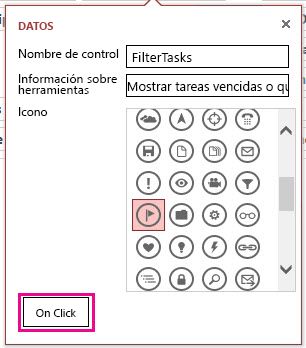 DATOS
Nombre de control
FilterTasks
Información sobre
herramientas
Mostrar tareas vencidas o qu
Icono
On Click